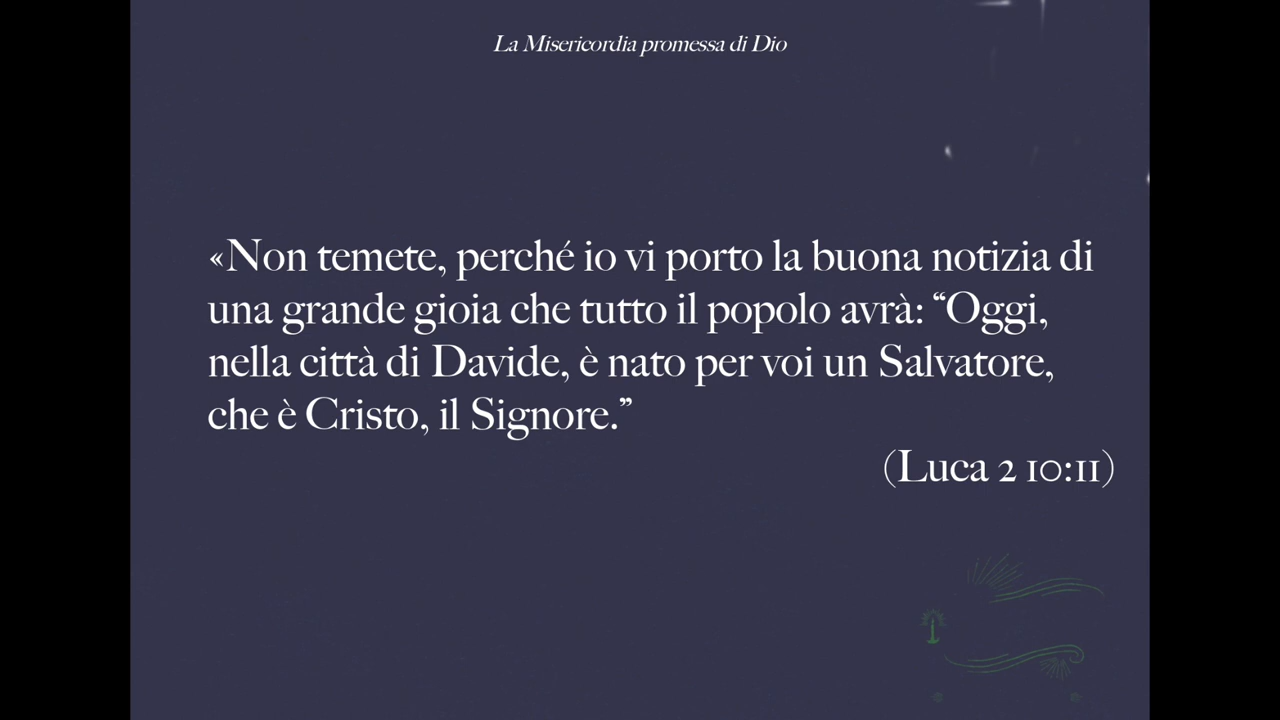 La Misericordia promessa di Dio
«Non temete, perché io vi porto la buona notizia di
una grande gioia che tutto il popolo avrà: “Oggi,
nella città di Davide, è nato per voi un Salvatore,
che è Cristo, il Signore.”
(Luca 2 10:11)